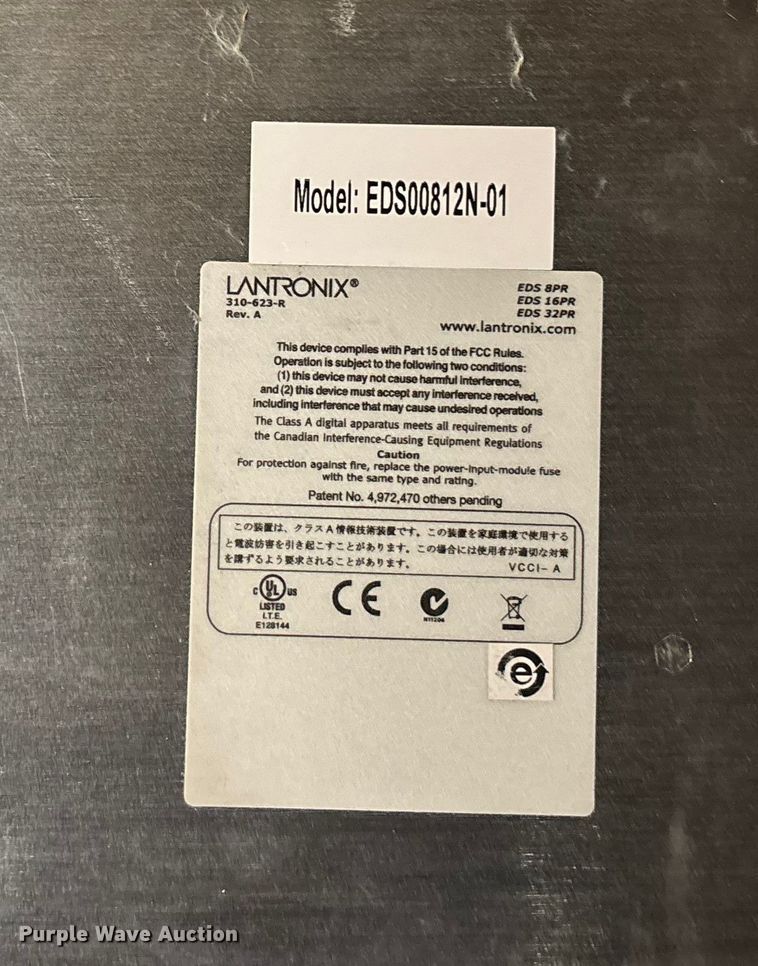 Model: EDS00812N-01
LANTRONIX®
310-623-R
Rev. A
EDS 8PR
EDS 16PR
EDS 32PR
www.lantronix.com
This device complies with Part 15 of the FCC Rules.
Operation is subject to the following two conditions:
(1) this device may not cause harmful interference,
and (2) this device must accept any interference received,
including interference that may cause undesired operations
The Class A digital apparatus meets all requirements of
the Canadian Interference-Causing Equipment Regulations
Caution
For protection against fire, replace the power-input-module fuse
with the same type and rating.
Patent No. 4,972,470 others pending
この装置は、クラスA情報技術装置です。この装置を家庭環境で使用する
と電波妨害を引き起こすことがあります。この場合には使用者が適切な対策
を講ずるよう要求されることがあります。
VCCI-A
C UL US
LISTED
I.T.E.
E128144
CE
N11206
e
Purple Wave Auction